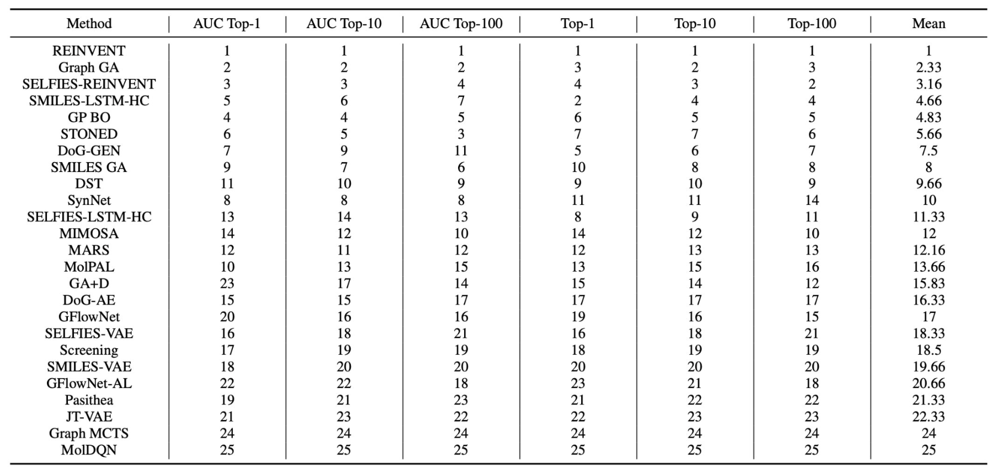 Method AUC Top-1 AUC Top-10 AUC Top-100 Top-1 Top-10 Top-100 Mean
REINVENT 1 1 1 1 1 1 1
Graph GA 2 2 2 3 2 3 2.33
SELFIES-REINVENT 3 3 4 4 3 2 3.16
SMILES-LSTM-HC 5 6 7 2 4 4 4.66
GP BO 4 4 5 6 5 5 4.83
STONED 6 5 3 7 7 6 5.66
DoG-GEN 7 9 11 5 6 7 7.5
SMILES GA 9 7 6 10 8 8 8
DST 11 10 9 9 10 9 9.66
SynNet 8 8 8 11 11 14 10
SELFIES-LSTM-HC 13 14 13 8 9 11 11.33
MIMOSA 14 12 10 14 12 10 12
MARS 12 11 12 12 13 13 12.16
MolPAL 10 13 15 13 15 16 13.66
GA+D 23 17 14 15 14 12 15.83
DoG-AE 15 15 17 17 17 17 16.33
GFlowNet 20 16 16 19 16 15 17
SELFIES-VAE 16 18 21 16 18 21 18.33
Screening 17 19 19 18 19 19 18.5
SMILES-VAE 18 20 20 20 20 20 19.66
GFlowNet-AL 22 22 18 23 21 18 20.66
Pasithea 19 21 23 21 22 22 21.33
JT-VAE 21 23 22 22 23 23 22.33
Graph MCTS 24 24 24 24 24 24 24
MolDQN 25 25 25 25 25 25 25